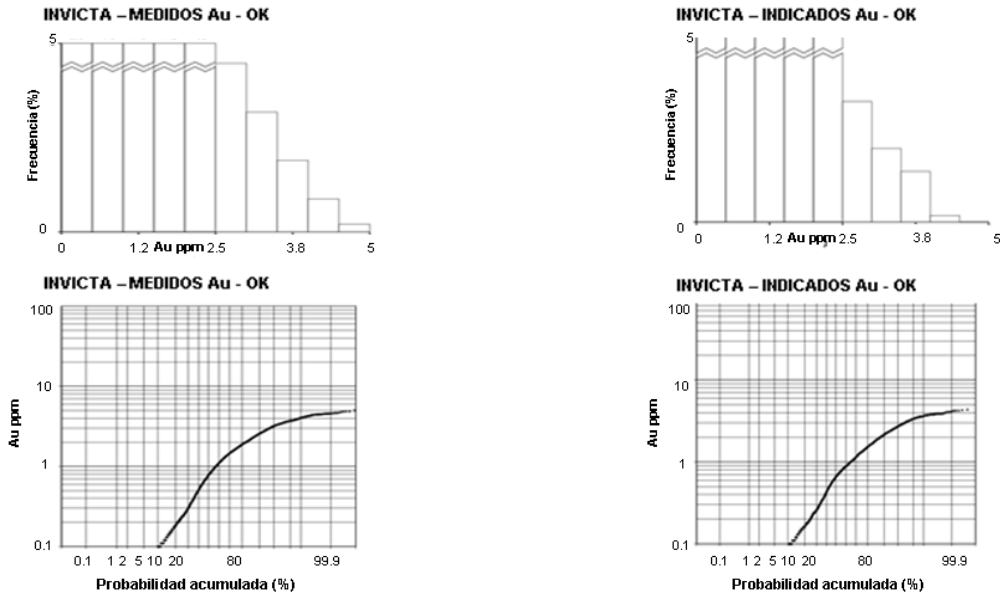 INVICTA – MEDIDOS Au - OK
5
Frecuencia (%)
0
0 1.2 Au ppm 2.5 3.8 5
INVICTA – INDICADOS Au - OK
5
Frecuencia (%)
0
0 1.2 Au ppm 2.5 3.8 5
INVICTA – MEDIDOS Au - OK
100
10
Au ppm
1
0.1
0.1 1 2 5 10 20 80 99.9
Probabilidad acumulada (%)
INVICTA – INDICADOS Au - OK
100
10
Au ppm
1
0.1
0.1 1 2 5 10 20 80 99.9
Probabilidad acumulada (%)